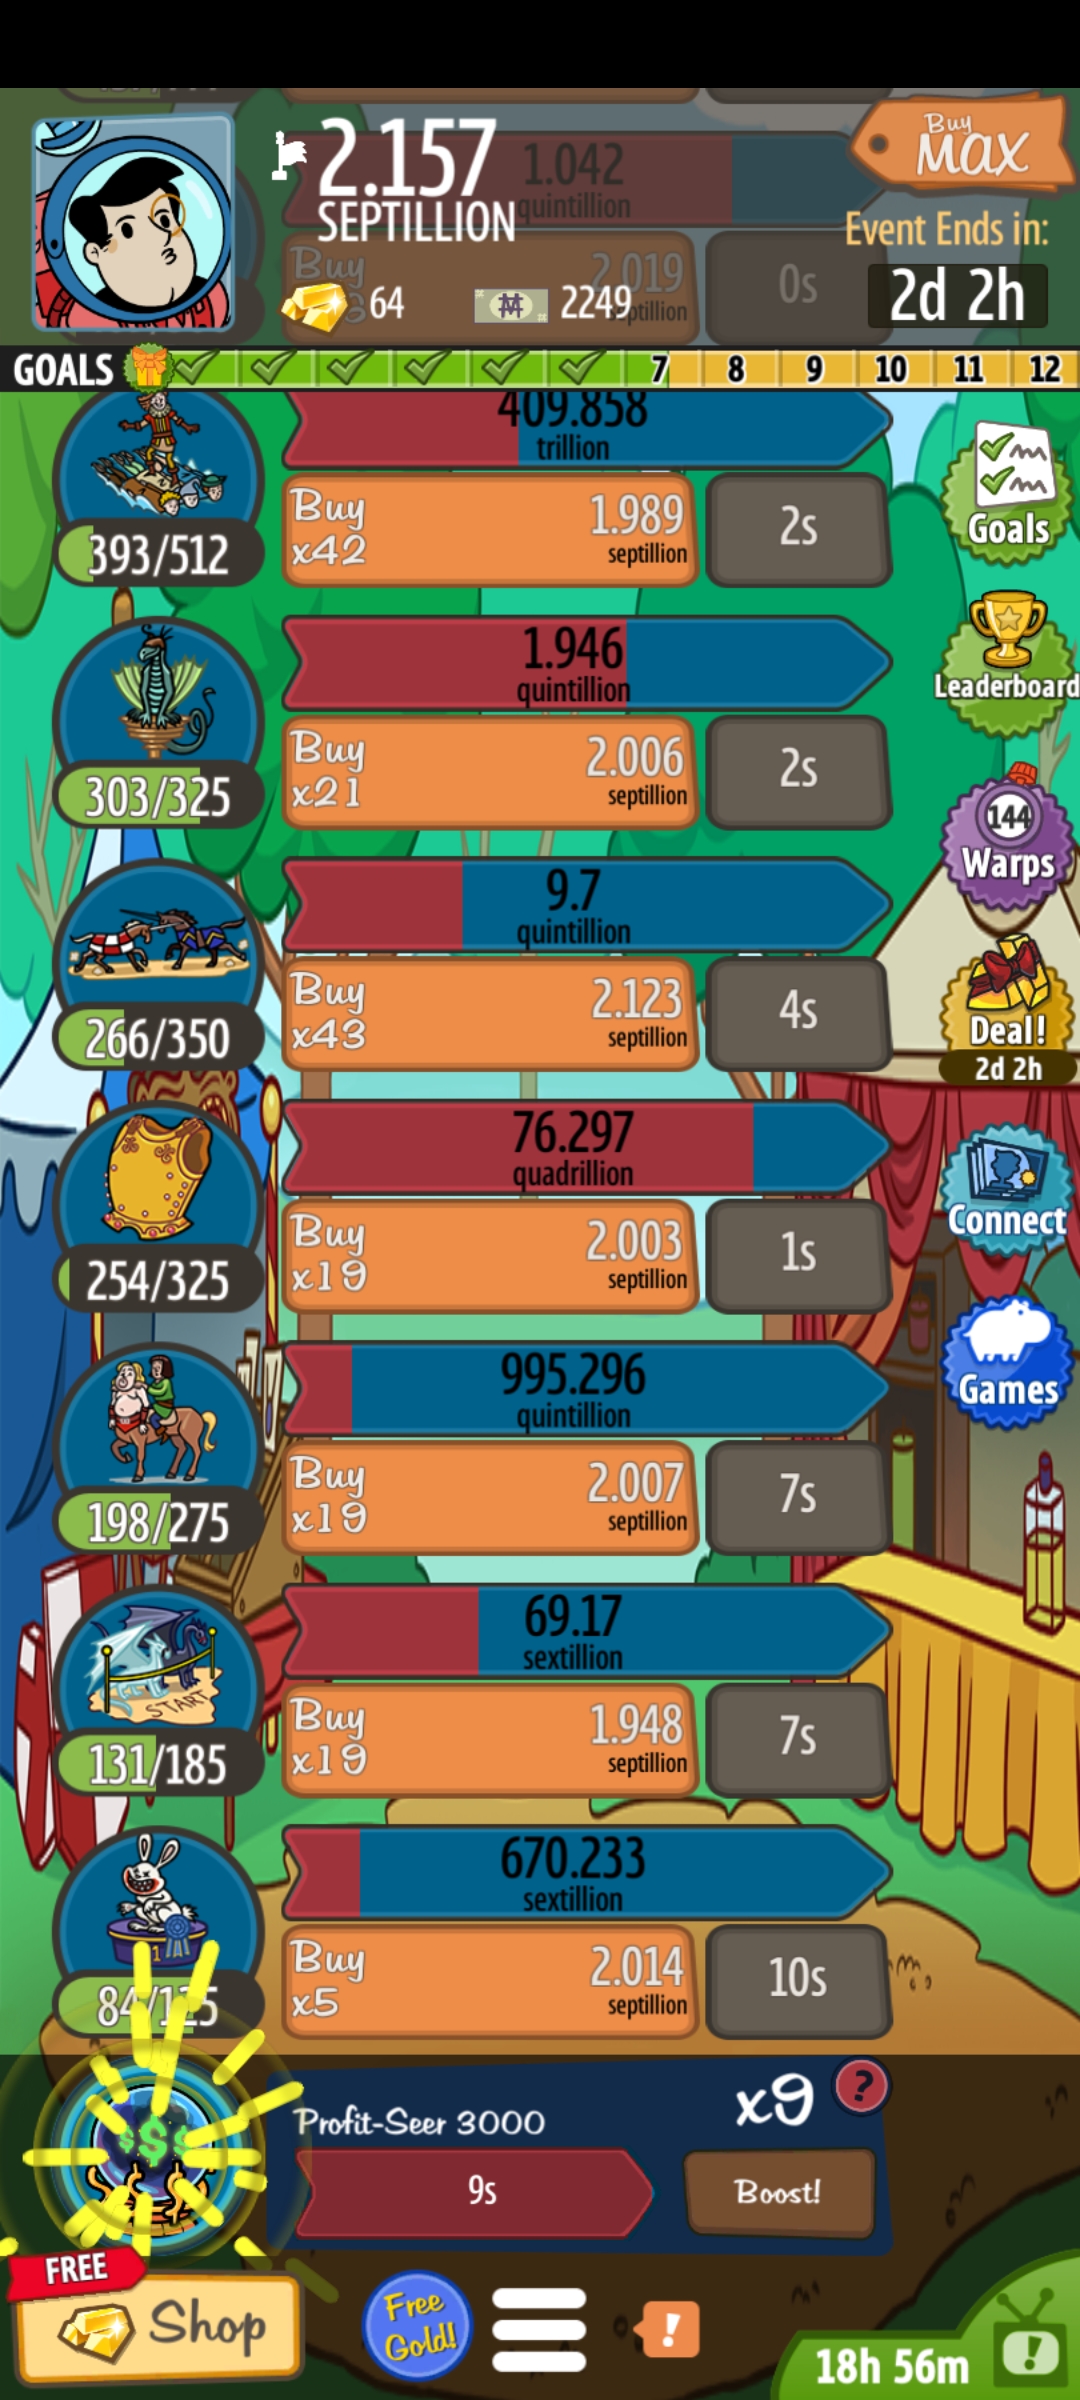 2.157
SEPTILLION
1.042
quintillion
Buy
2.019
septillion
0s
64
2249
Buy
MAX
Event Ends in:
2d 2h
GOALS
7
8
9
10
11
12
409.858
trillion
393/512
Buy
x42
1.989
septillion
2s
Goals
1.946
quintillion
303/325
Buy
x21
2.006
septillion
2s
Leaderboard
144
Warps
9.7
quintillion
266/350
Buy
x43
2.123
septillion
4s
Deal!
2d 2h
76.297
quadrillion
254/325
Buy
x19
2.003
septillion
1s
Connect
995.296
quintillion
198/275
Buy
x19
2.007
septillion
7s
Games
69.17
sextillion
START
131/185
Buy
x19
1.948
septillion
7s
670.233
sextillion
1
84/125
Buy
x5
2.014
septillion
10s
$$$
Profit-Seer 3000
x9
?
9s
Boost!
FREE
Shop
Free
Gold!
!
18h 56m
!